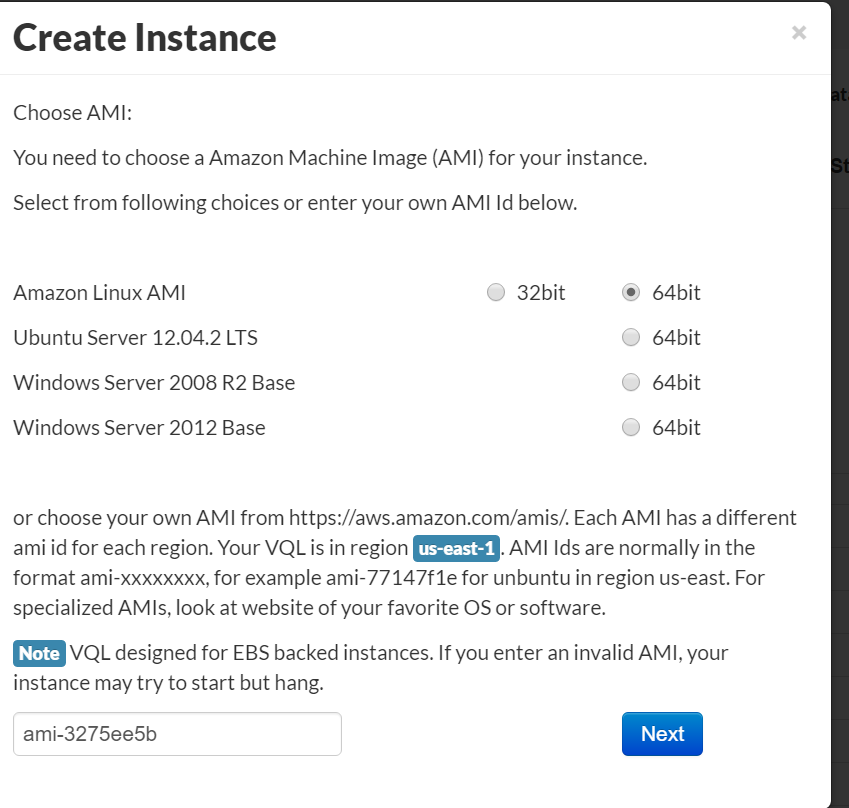 Create Instance ×
at
Choose AMI:
You need to choose a Amazon Machine Image (AMI) for your instance.
St
Select from following choices or enter your own AMI Id below.
Amazon Linux AMI 32bit 64bit
Ubuntu Server 12.04.2 LTS 64bit
Windows Server 2008 R2 Base 64bit
Windows Server 2012 Base 64bit
or choose your own AMI from https://aws.amazon.com/amis/. Each AMI has a different
ami id for each region. Your VQL is in region us-east-1. AMI Ids are normally in the
format ami-xxxxxxxx, for example ami-77147f1e for unbuntu in region us-east. For
specialized AMIs, look at website of your favorite OS or software.
Note VQL designed for EBS backed instances. If you enter an invalid AMI, your
instance may try to start but hang.
ami-3275ee5b Next